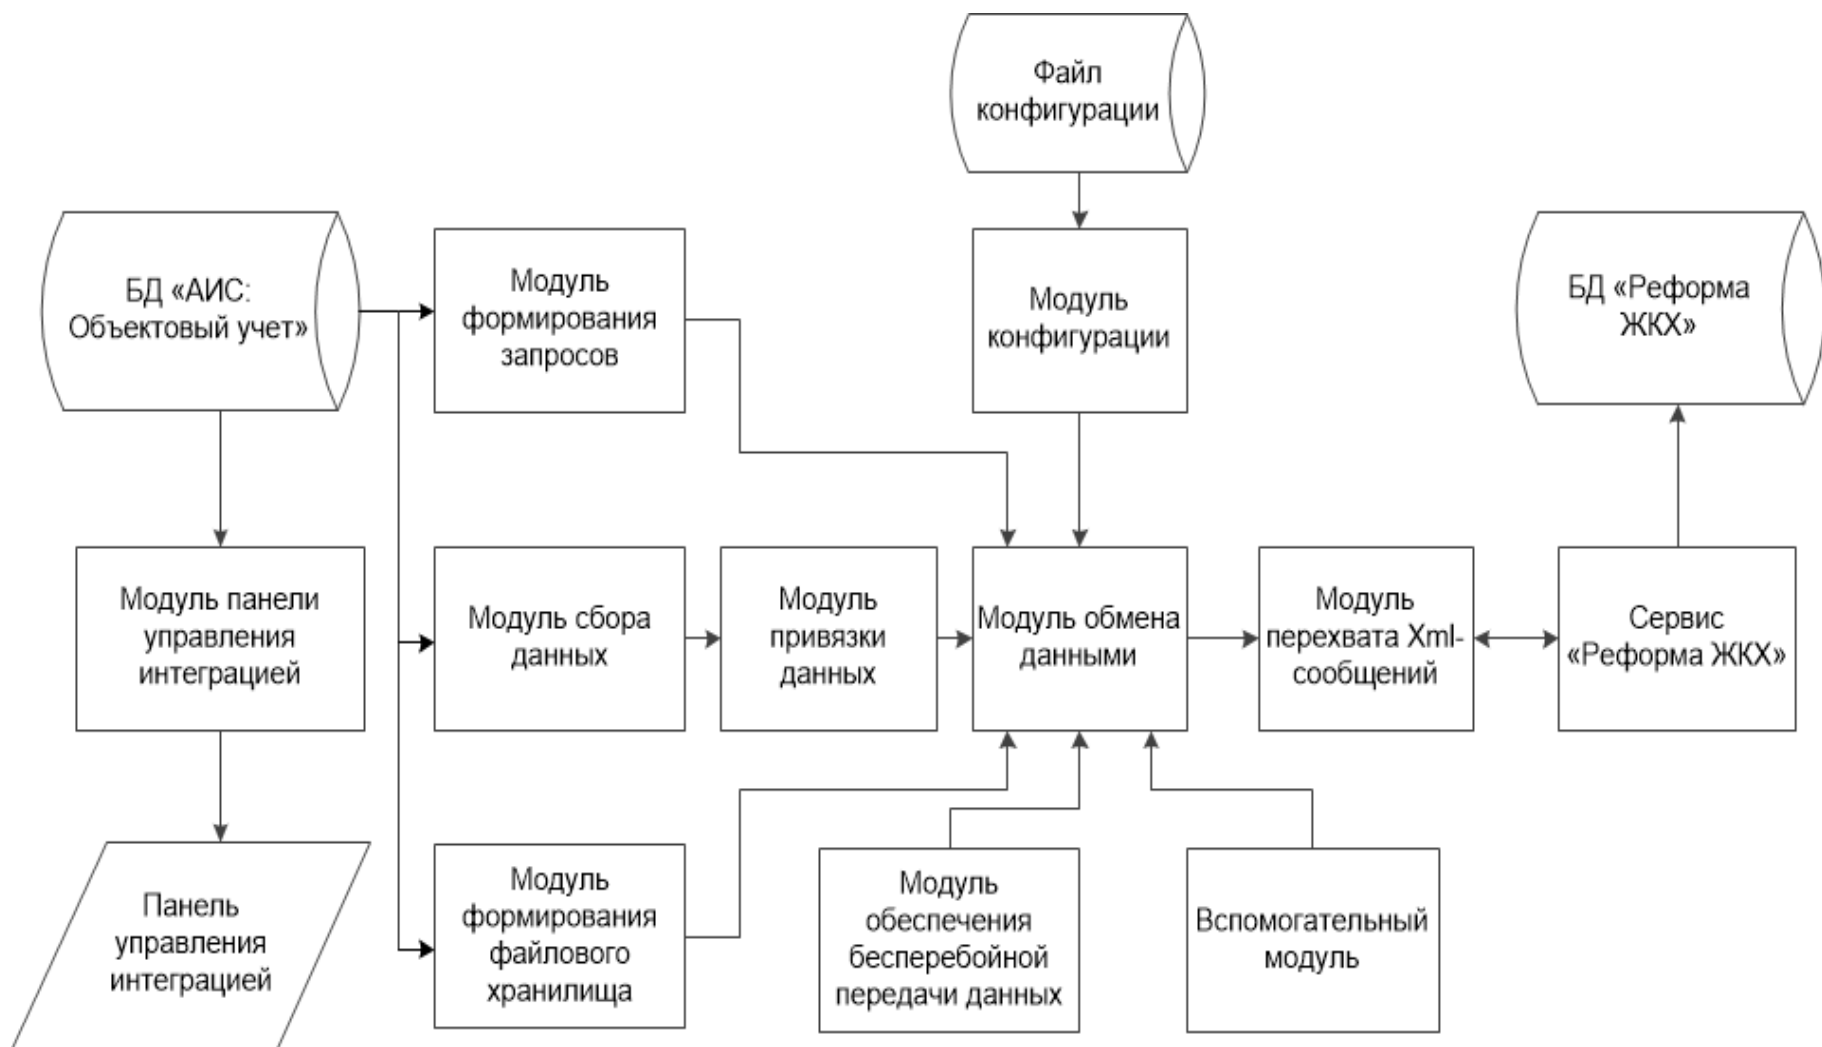 Файл
конфигурации
БД «АИС:
Объектовый учет»
Модуль
формирования
запросов
Модуль
конфигурации
БД «Реформа
ЖКХ»
Модуль панели
управления
интеграцией
Модуль сбора
данных
Модуль
привязки
данных
Модуль обмена
данными
Модуль
перехвата Xml-
сообщений
Сервис
«Реформа ЖКХ»
Панель
управления
интеграцией
Модуль
формирования
файлового
хранилища
Модуль
обеспечения
бесперебойной
передачи данных
Вспомогательный
модуль